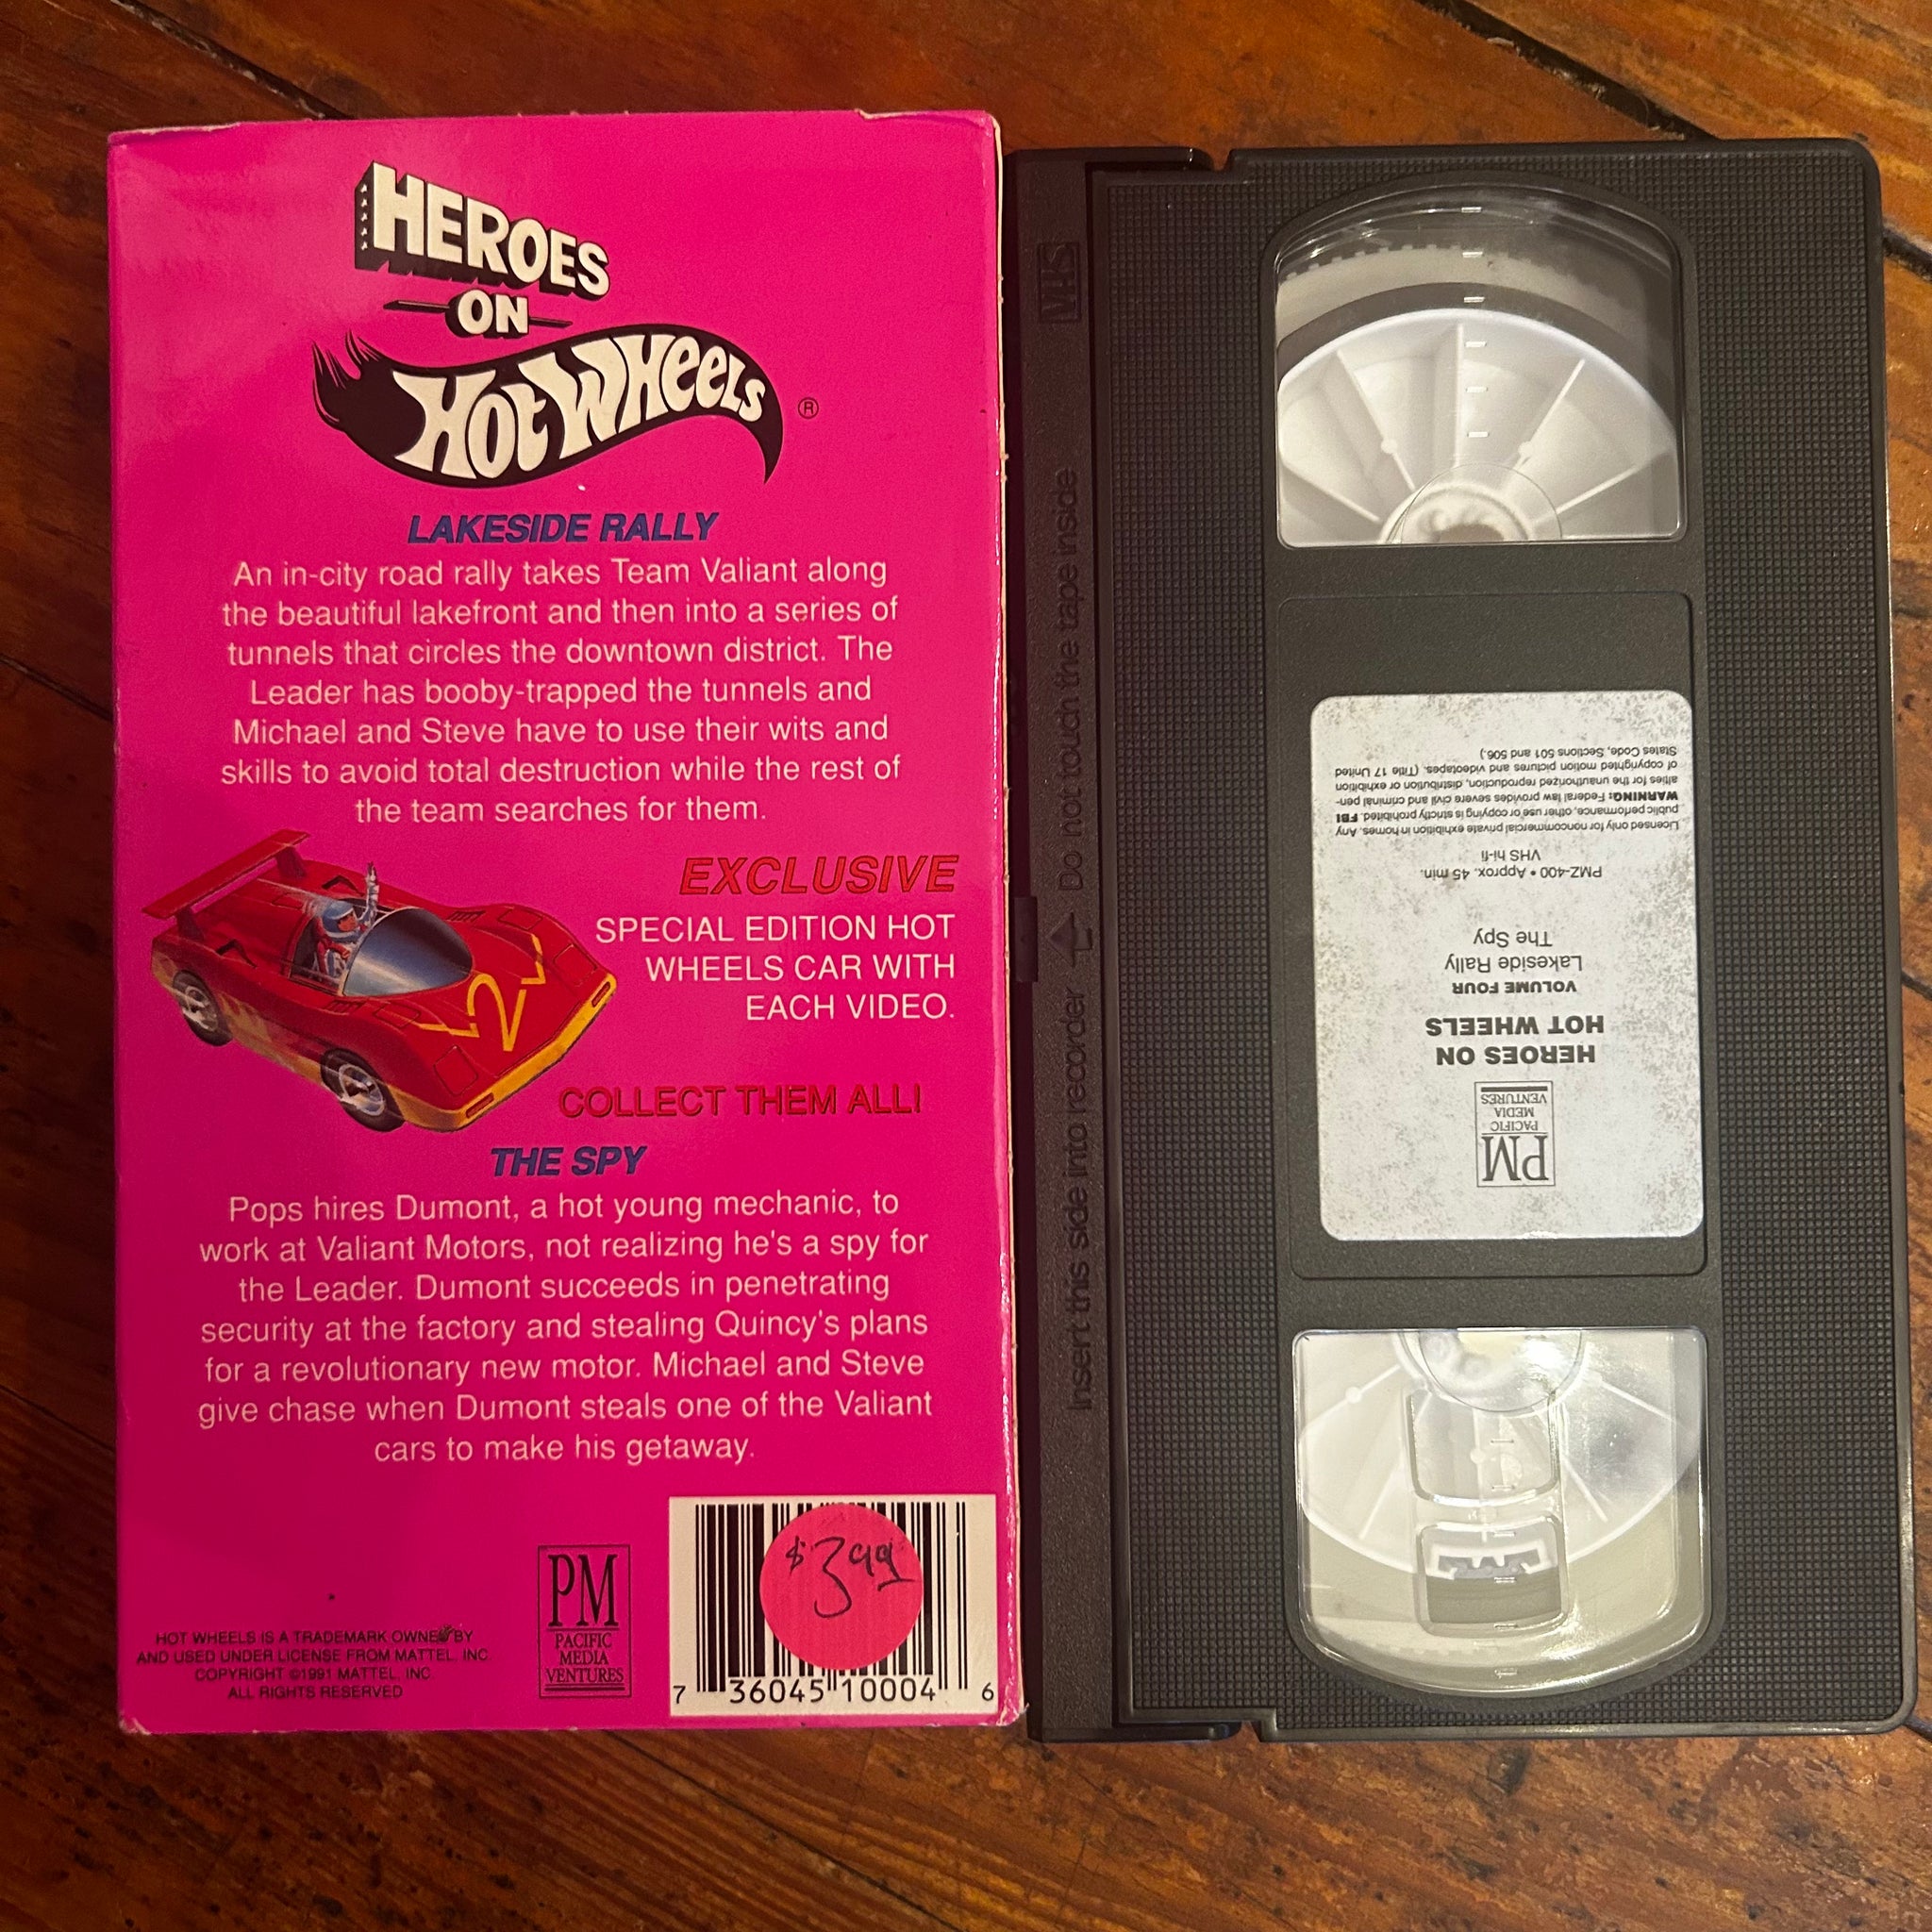 HEROES
ON
HOT WHEELS ®
LAKESIDE RALLY
An in-city road rally takes Team Valiant along
the beautiful lakefront and then into a series of
tunnels that circles the downtown district. The
Leader has booby-trapped the tunnels and
Michael and Steve have to use their wits and
skills to avoid total destruction while the rest of
the team searches for them.
EXCLUSIVE
SPECIAL EDITION HOT
WHEELS CAR WITH
EACH VIDEO.
2
COLLECT THEM ALL!
THE SPY
Pops hires Dumont, a hot young mechanic, to
work at Valiant Motors, not realizing he's a spy for
the Leader. Dumont succeeds in penetrating
security at the factory and stealing Quincy's plans
for a revolutionary new motor. Michael and Steve
give chase when Dumont steals one of the Valiant
cars to make his getaway.
HOT WHEELS IS A TRADEMARK OWNED BY
AND USED UNDER LICENSE FROM MATTEL, INC.
COPYRIGHT ©1991 MATTEL, INC
ALL RIGHTS RESERVED
PM
PACIFIC
MEDIA
VENTURES
$3.99
7 36045 10004 6
VHS
Insert this side into recorder Do not touch the tape inside
PM
PACIFIC
MEDIA
VENTURES
HEROES ON
HOT WHEELS
VOLUME FOUR
Lakeside Rally
The Spy
PMZ-400 • Approx. 45 min.
VHS hi-fi
Licensed only for noncommercial private exhibition in homes. Any
public performance, other use or copying is strictly prohibited. FBI
WARNING: Federal law provides severe civil and criminal pen-
alties for the unauthorized reproduction, distribution or exhibition
of copyrighted motion pictures and videotapes. (Title 17 United
States Code, Sections 501 and 506.)